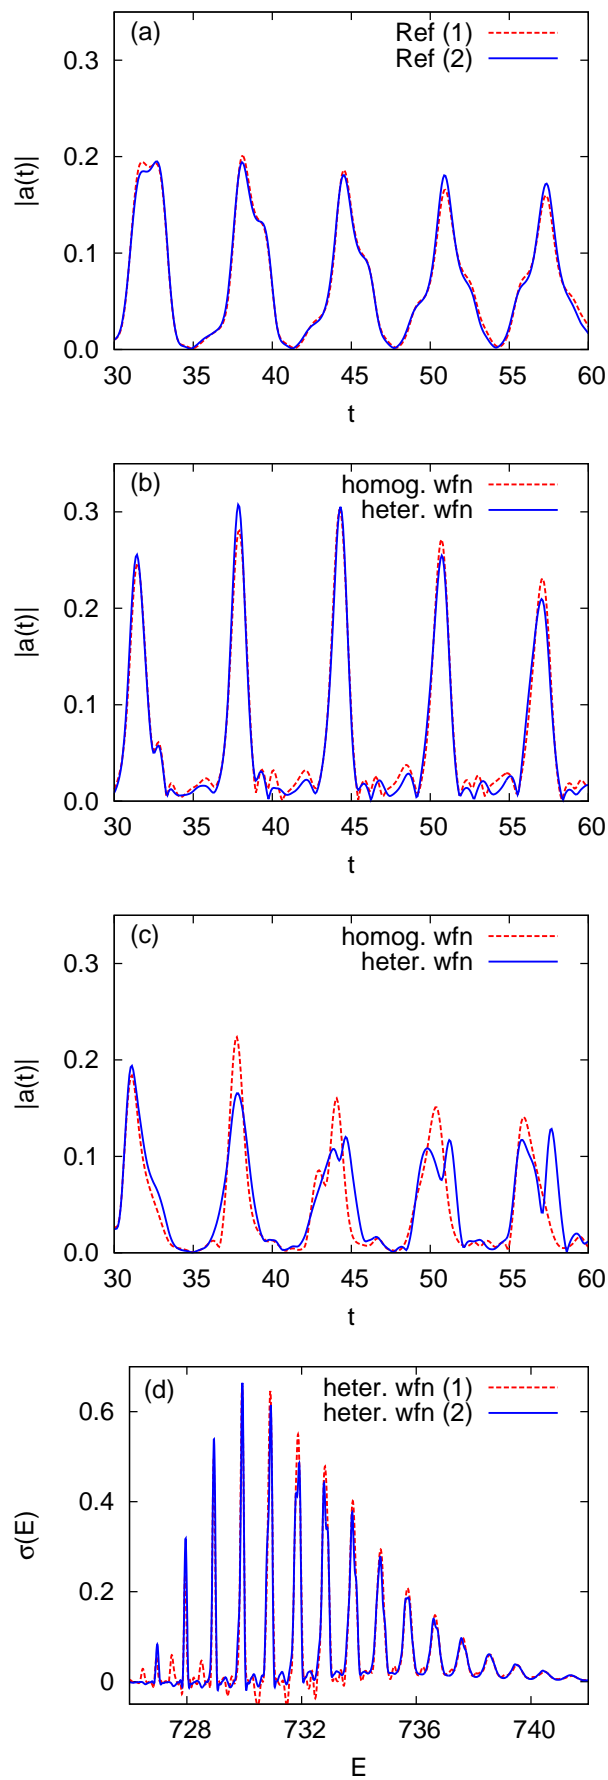 (a)
Ref (1)
Ref (2)
0.3
0.2
0.1
0.0
|a(t)|
30 35 40 45 50 55 60
t
(b)
homog. wfn
heter. wfn
0.3
0.2
0.1
0.0
|a(t)|
30 35 40 45 50 55 60
t
(c)
homog. wfn
heter. wfn
0.3
0.2
0.1
0.0
|a(t)|
30 35 40 45 50 55 60
t
(d)
heter. wfn (1)
heter. wfn (2)
0.6
0.4
0.2
0
σ(E)
728 732 736 740
E